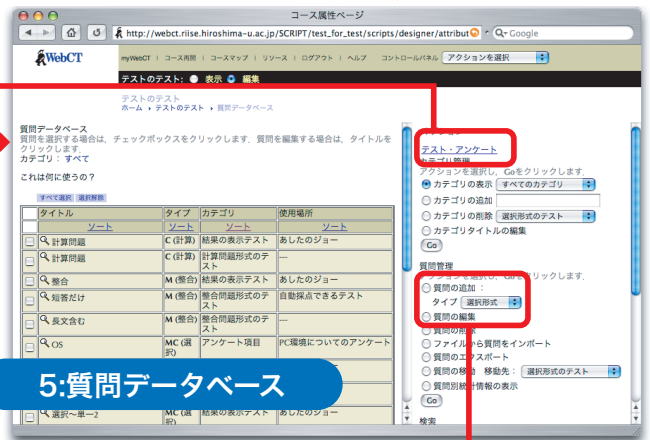 コース属性ページ
http://webct.riise.hiroshima-u.ac.jp/SCRIPT/test_for_test/scripts/designer/attribut
Google
WebCT
myWebCT | コース再開 | コースマップ | リソース | ログアウト | ヘルプ コントロールパネル アクションを選択
テストのテスト: 表示 編集
テストのテスト
ホーム › テストのテスト › 質問データベース
質問データベース
質問を選択する場合は、チェックボックスをクリックします。質問を編集する場合は、タイトルを
クリックします.
カテゴリ: すべて
これは何に使うの？
すべて選択 選択解除
タイトル タイプ カテゴリ 使用場所
ソート ソート ソート ソート
計算問題 C (計算) 結果の表示テスト あしたのジョー
計算問題 C (計算) 計算問題形式のテスト ---
整合 M (整合) 結果の表示テスト あしたのジョー
短答だけ M (整合) 整合問題形式のテスト 自動採点できるテスト
長文含む M (整合) 整合問題形式のテスト ---
OS MC (選択) アンケート項目 PC環境についてのアンケート
選択〜単一2 MC (選択) 結果の表示テスト あしたのジョー
5:質問データベース
テスト・アンケート
カテゴリ管理
アクションを選択し、Goをクリックします.
カテゴリの表示 すべてのカテゴリ
カテゴリの追加
カテゴリの削除 選択形式のテスト
カテゴリタイトルの編集
Go
質問管理
アクションを選択し、Goをクリックします.
質問の追加 :
タイプ 選択形式
質問の編集
質問の削除
ファイルから質問をインポート
質問のエクスポート
質問の移動 移動先: 選択形式のテスト
質問別統計情報の表示
Go
検索